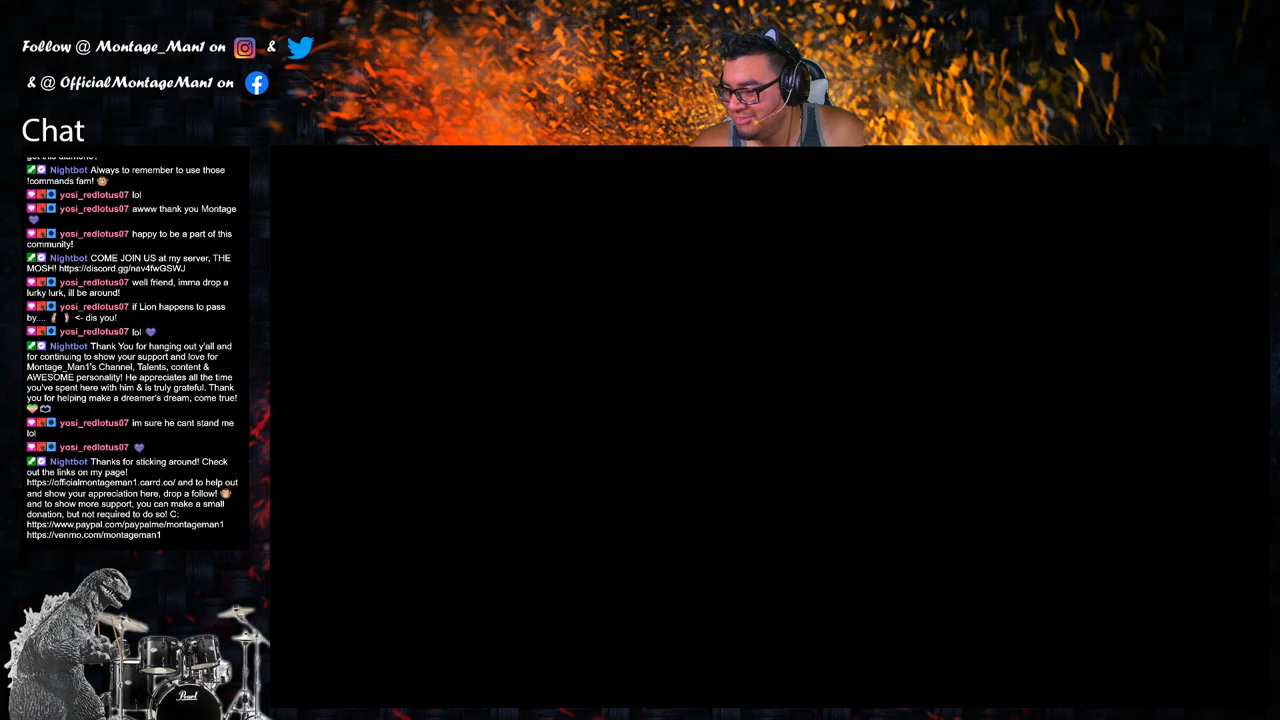 Follow @ Montage_Man1 on &
& @ OfficialMontageMan1 on
Chat
got this diamond?
Nightbot Always to remember to use those
!commands fam!
yosi_redlotus07 lol
yosi_redlotus07 awww thank you Montage
yosi_redlotus07 happy to be a part of this
community!
Nightbot COME JOIN US at my server, THE
MOSH! https://discord.gg/nav4fwGSWJ
yosi_redlotus07 well friend, imma drop a
lurky lurk, ill be around!
yosi_redlotus07 if Lion happens to pass
by.... <- dis you!
yosi_redlotus07 lol
Nightbot Thank You for hanging out y'all and
for continuing to show your support and love for
Montage_Man1's Channel, Talents, content &
AWESOME personality! He appreciates all the time
you've spent here with him & is truly grateful. Thank
you for helping make a dreamer's dream, come true!
yosi_redlotus07 im sure he cant stand me
lol
yosi_redlotus07
Nightbot Thanks for sticking around! Check
out the links on my page!
https://officialmontageman1.carrd.co/ and to help out
and show your appreciation here, drop a follow!
and to show more support, you can make a small
donation, but not required to do so! C:
https://www.paypal.com/paypalme/montageman1
https://venmo.com/montageman1
Pearl